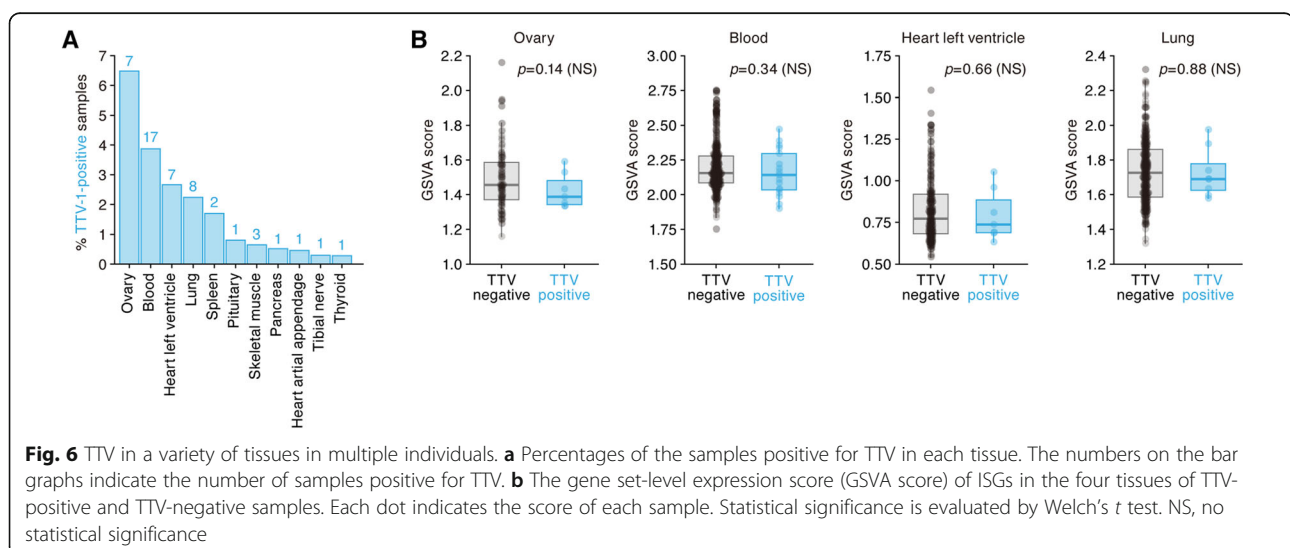 A
% TTV-1-positive samples
7
6
5
4
3
2
1
0
7
17
7
8
2
1
3
1
1
1
1
Ovary
Blood
Heart left ventricle
Lung
Spleen
Pituitary
Skeletal muscle
Pancreas
Heart artial appendage
Tibial nerve
Thyroid
B
Ovary
p=0.14 (NS)
GSVA score
2.2
2.0
1.8
1.6
1.4
1.2
1.0
TTV
negative
TTV
positive
Blood
p=0.34 (NS)
GSVA score
3.00
2.75
2.50
2.25
2.00
1.75
1.50
TTV
negative
TTV
positive
Heart left ventricle
p=0.66 (NS)
GSVA score
1.75
1.50
1.25
1.00
0.75
0.50
TTV
negative
TTV
positive
Lung
p=0.88 (NS)
GSVA score
2.4
2.2
2.0
1.8
1.6
1.4
1.2
TTV
negative
TTV
positive
Fig. 6 TTV in a variety of tissues in multiple individuals. a Percentages of the samples positive for TTV in each tissue. The numbers on the bar
graphs indicate the number of samples positive for TTV. b The gene set-level expression score (GSVA score) of ISGs in the four tissues of TTV-
positive and TTV-negative samples. Each dot indicates the score of each sample. Statistical significance is evaluated by Welch's t test. NS, no
statistical significance